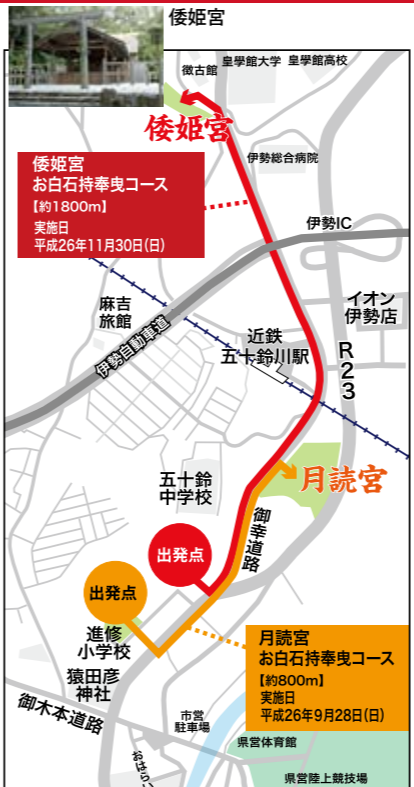 倭姫宮
皇學館大学 皇學館高校
徴古館
倭姫宮
伊勢総合病院
倭姫宮
お白石持奉曳コース
【約1800m】
実施日
平成26年11月30日(日)
伊勢IC
麻吉
旅館
イオン
伊勢店
伊勢自動車道
近鉄
五十鈴川駅
R23
五十鈴
中学校
月読宮
御幸道路
出発点
出発点
進修
小学校
猿田彦
神社
月読宮
お白石持奉曳コース
【約800m】
実施日
平成26年9月28日(日)
御木本道路
市営
駐車場
おはらい
県営体育館
県営陸上競技場